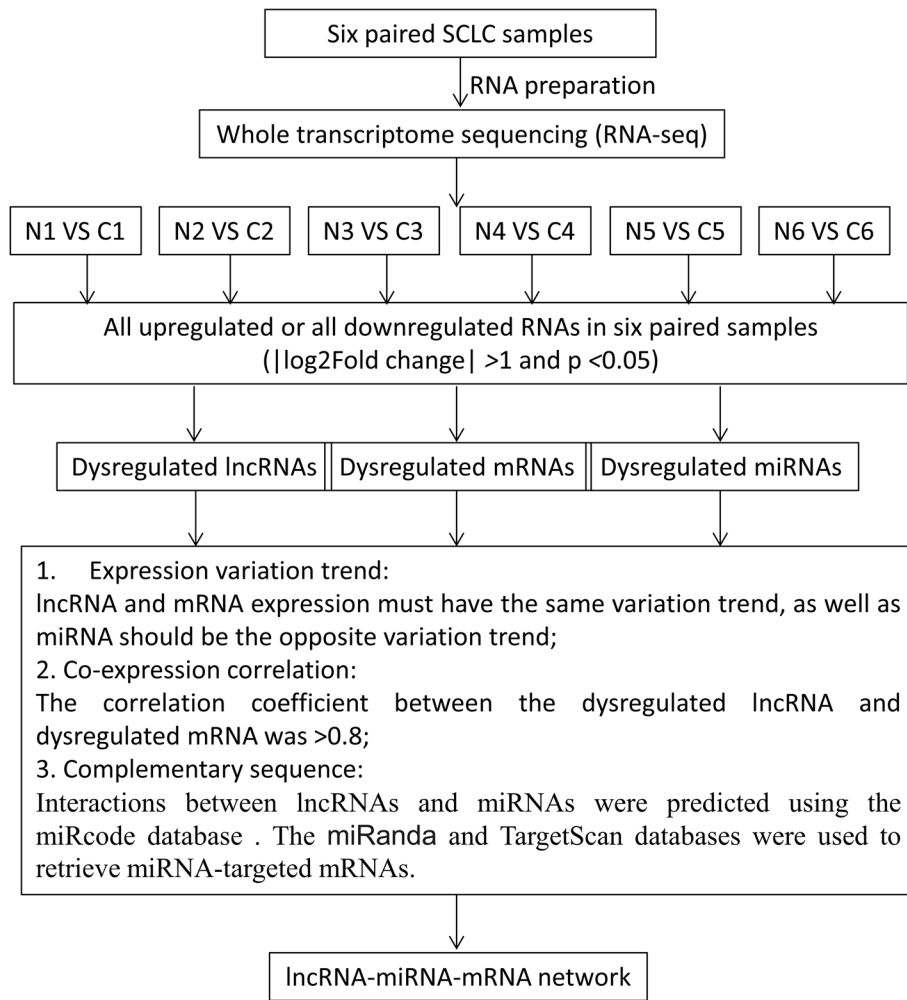 Six paired SCLC samples
RNA preparation
Whole transcriptome sequencing (RNA-seq)
N1 VS C1 N2 VS C2 N3 VS C3 N4 VS C4 N5 VS C5 N6 VS C6
All upregulated or all downregulated RNAs in six paired samples
(|log2Fold change| >1 and p <0.05)
Dysregulated lncRNAs Dysregulated mRNAs Dysregulated miRNAs
1. Expression variation trend:
lncRNA and mRNA expression must have the same variation trend, as well as
miRNA should be the opposite variation trend;
2. Co-expression correlation:
The correlation coefficient between the dysregulated lncRNA and
dysregulated mRNA was >0.8;
3. Complementary sequence:
Interactions between lncRNAs and miRNAs were predicted using the
miRcode database . The miRanda and TargetScan databases were used to
retrieve miRNA-targeted mRNAs.
lncRNA-miRNA-mRNA network